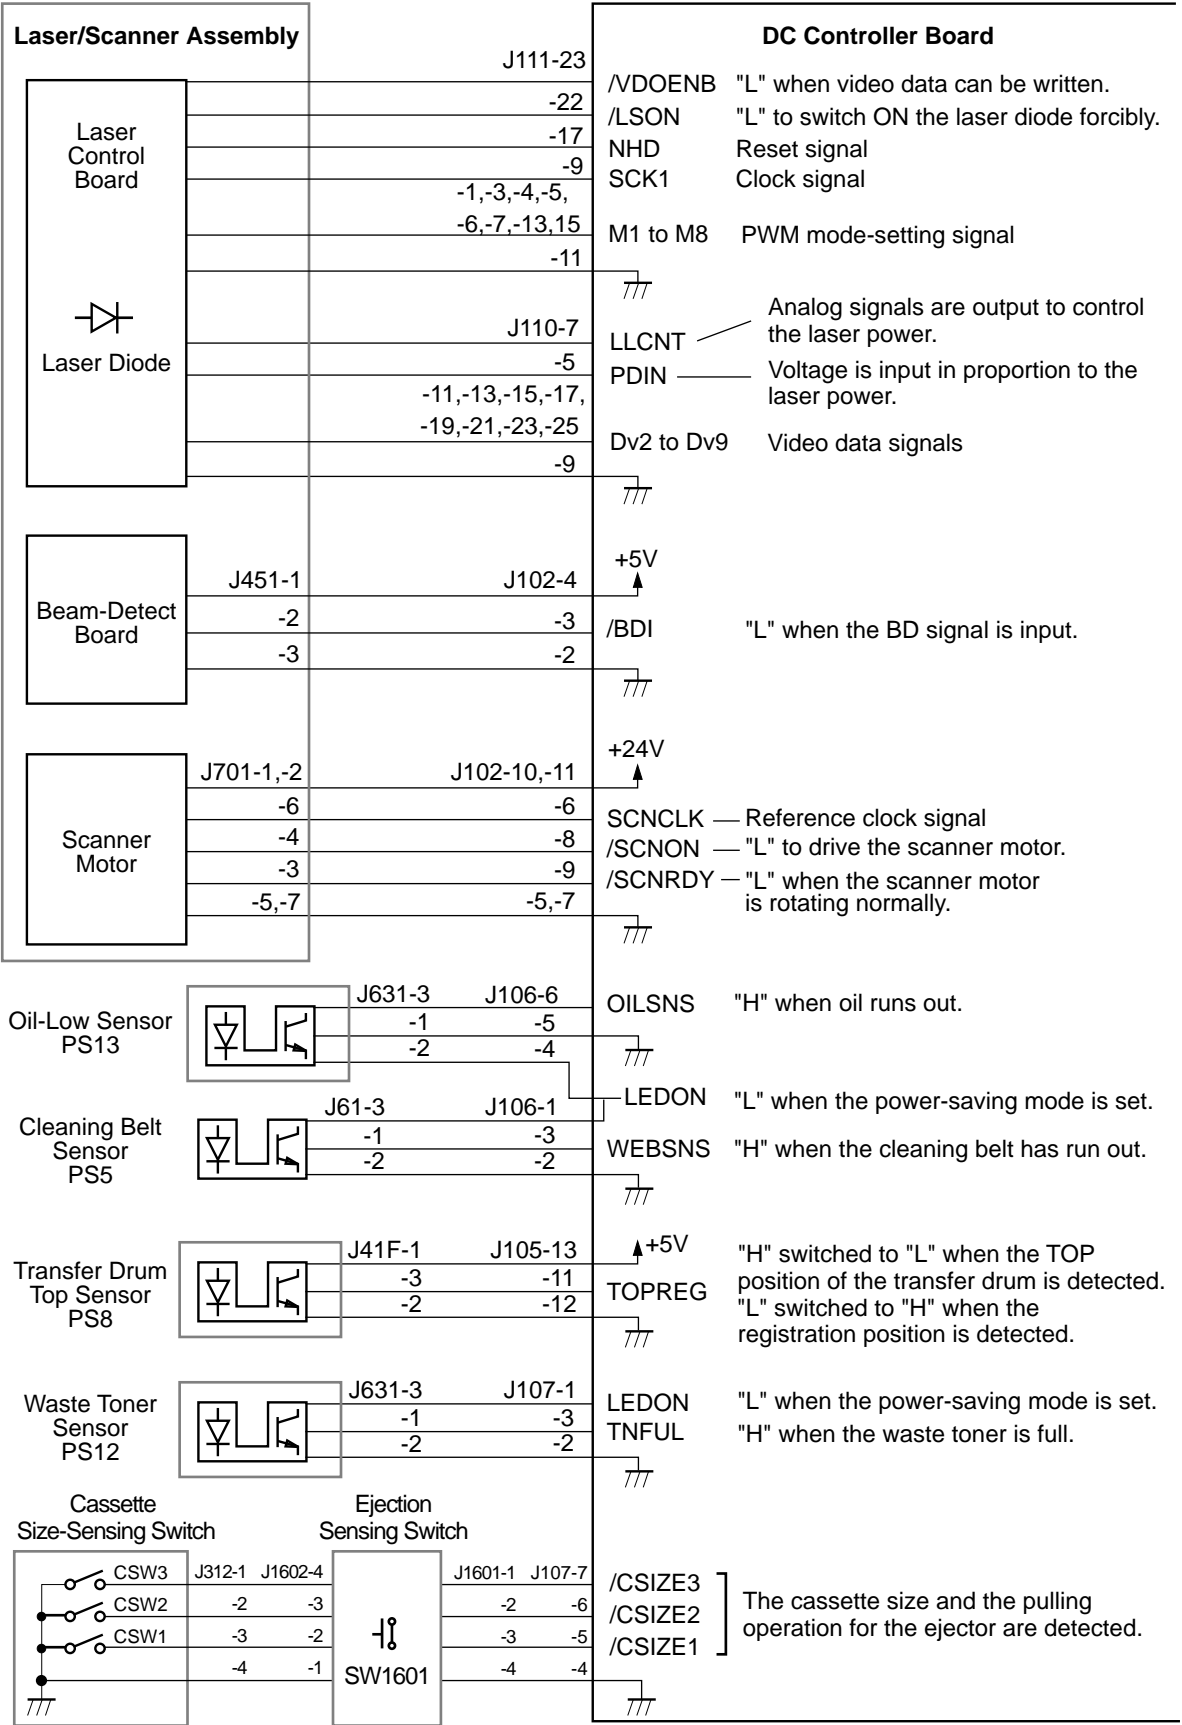 Laser/Scanner Assembly
DC Controller Board
J111-23
/VDOENB "L" when video data can be written.
-22
/LSON "L" to switch ON the laser diode forcibly.
Laser
Control
Board
-17
NHD Reset signal
-9
SCK1 Clock signal
-1,-3,-4,-5,
-6,-7,-13,15
M1 to M8 PWM mode-setting signal
-11
Laser Diode
J110-7
LLCNT
Analog signals are output to control
the laser power.
-5
PDIN
Voltage is input in proportion to the
laser power.
-11,-13,-15,-17,
-19,-21,-23,-25
Dv2 to Dv9 Video data signals
-9
Beam-Detect
Board
J451-1 J102-4
+5V
-2 -3
/BDI "L" when the BD signal is input.
-3 -2
Scanner
Motor
J701-1,-2 J102-10,-11
+24V
-6 -6
SCNCLK Reference clock signal
-4 -8
/SCNON "L" to drive the scanner motor.
-3 -9
/SCNRDY "L" when the scanner motor
is rotating normally.
-5,-7 -5,-7
Oil-Low Sensor
PS13
J631-3 J106-6
OILSNS "H" when oil runs out.
-1 -5
-2 -4
LEDON "L" when the power-saving mode is set.
Cleaning Belt
Sensor
PS5
J61-3 J106-1
-1 -3
WEBSNS "H" when the cleaning belt has run out.
-2 -2
Transfer Drum
Top Sensor
PS8
J41F-1 J105-13
+5V
-3 -11
TOPREG
-2 -12
"H" switched to "L" when the TOP
position of the transfer drum is detected.
"L" switched to "H" when the
registration position is detected.
Waste Toner
Sensor
PS12
J631-3 J107-1
LEDON "L" when the power-saving mode is set.
-1 -3
TNFUL "H" when the waste toner is full.
-2 -2
Cassette
Size-Sensing Switch
Ejection
Sensing Switch
CSW3 J312-1 J1602-4 J1601-1 J107-7
/CSIZE3
CSW2 -2 -3 -2 -6
/CSIZE2
CSW1 -3 -2 -3 -5
/CSIZE1
The cassette size and the pulling
operation for the ejector are detected.
-4 -1 -4 -4
SW1601